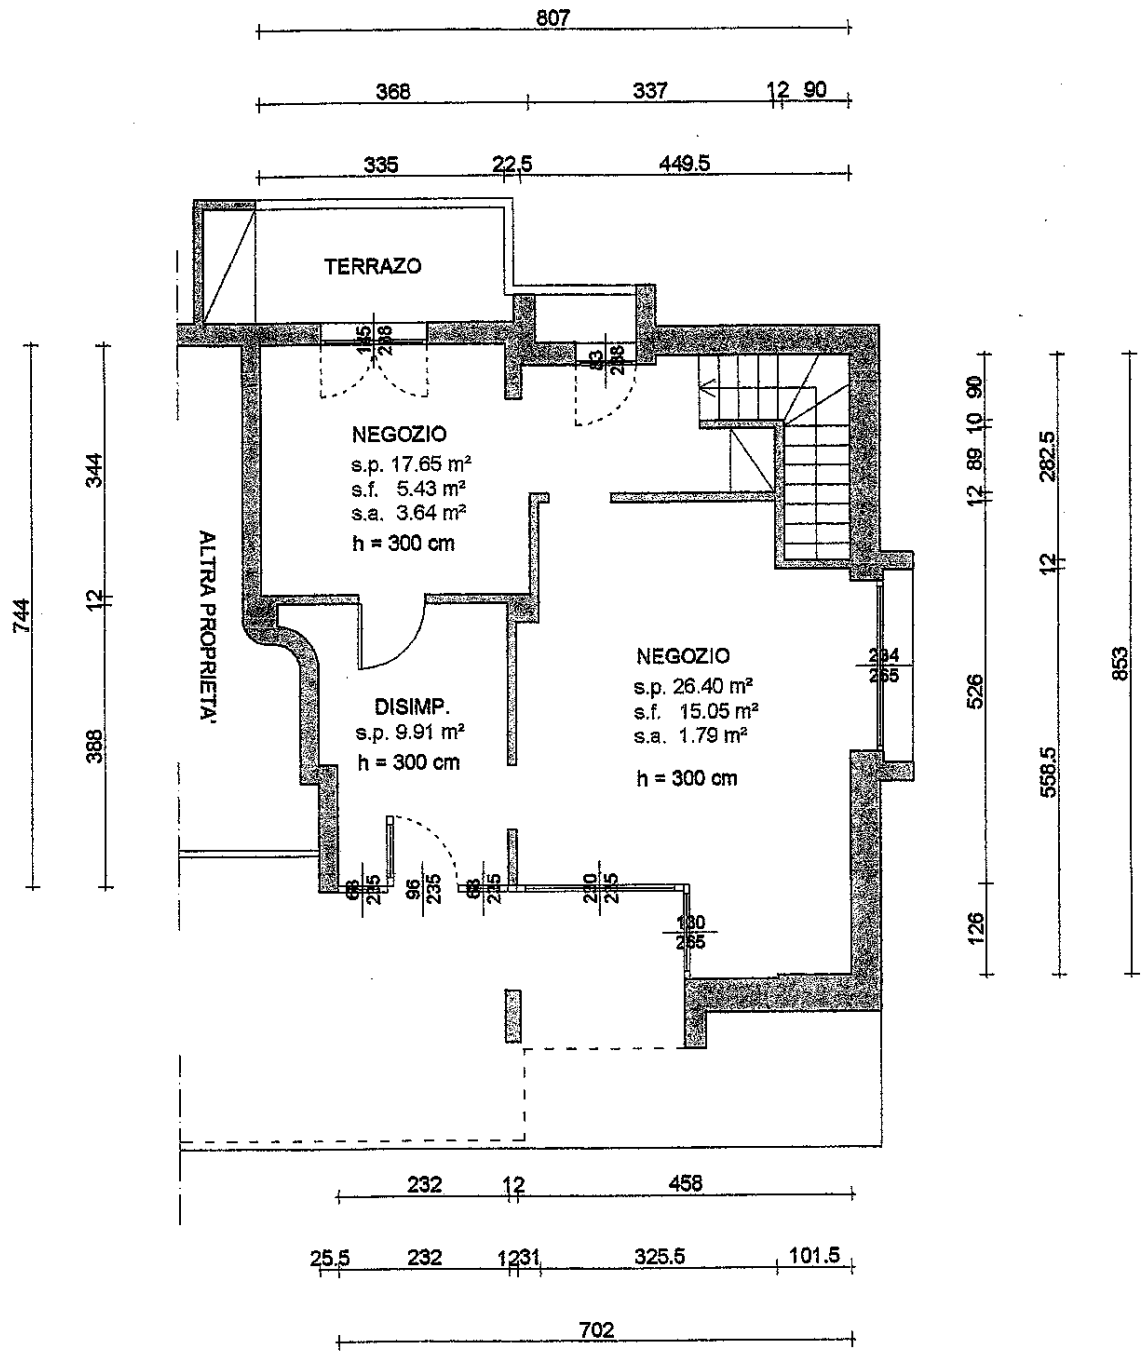 807
368 337 12 90
335 22.5 449.5
TERRAZO
145
238
83
238
NEGOZIO
s.p. 17.65 m²
s.f. 5.43 m²
s.a. 3.64 m²
h = 300 cm
ALTRA PROPRIETA'
744
344
12
388
DISIMP.
s.p. 9.91 m²
h = 300 cm
NEGOZIO
s.p. 26.40 m²
s.f. 15.05 m²
s.a. 1.79 m²
h = 300 cm
265
90
10
89
12
526
126
282.5
12
558.5
853
68
235
96
235
68
235
235
232 12 458
25.5 232 12 31 325.5 101.5
702